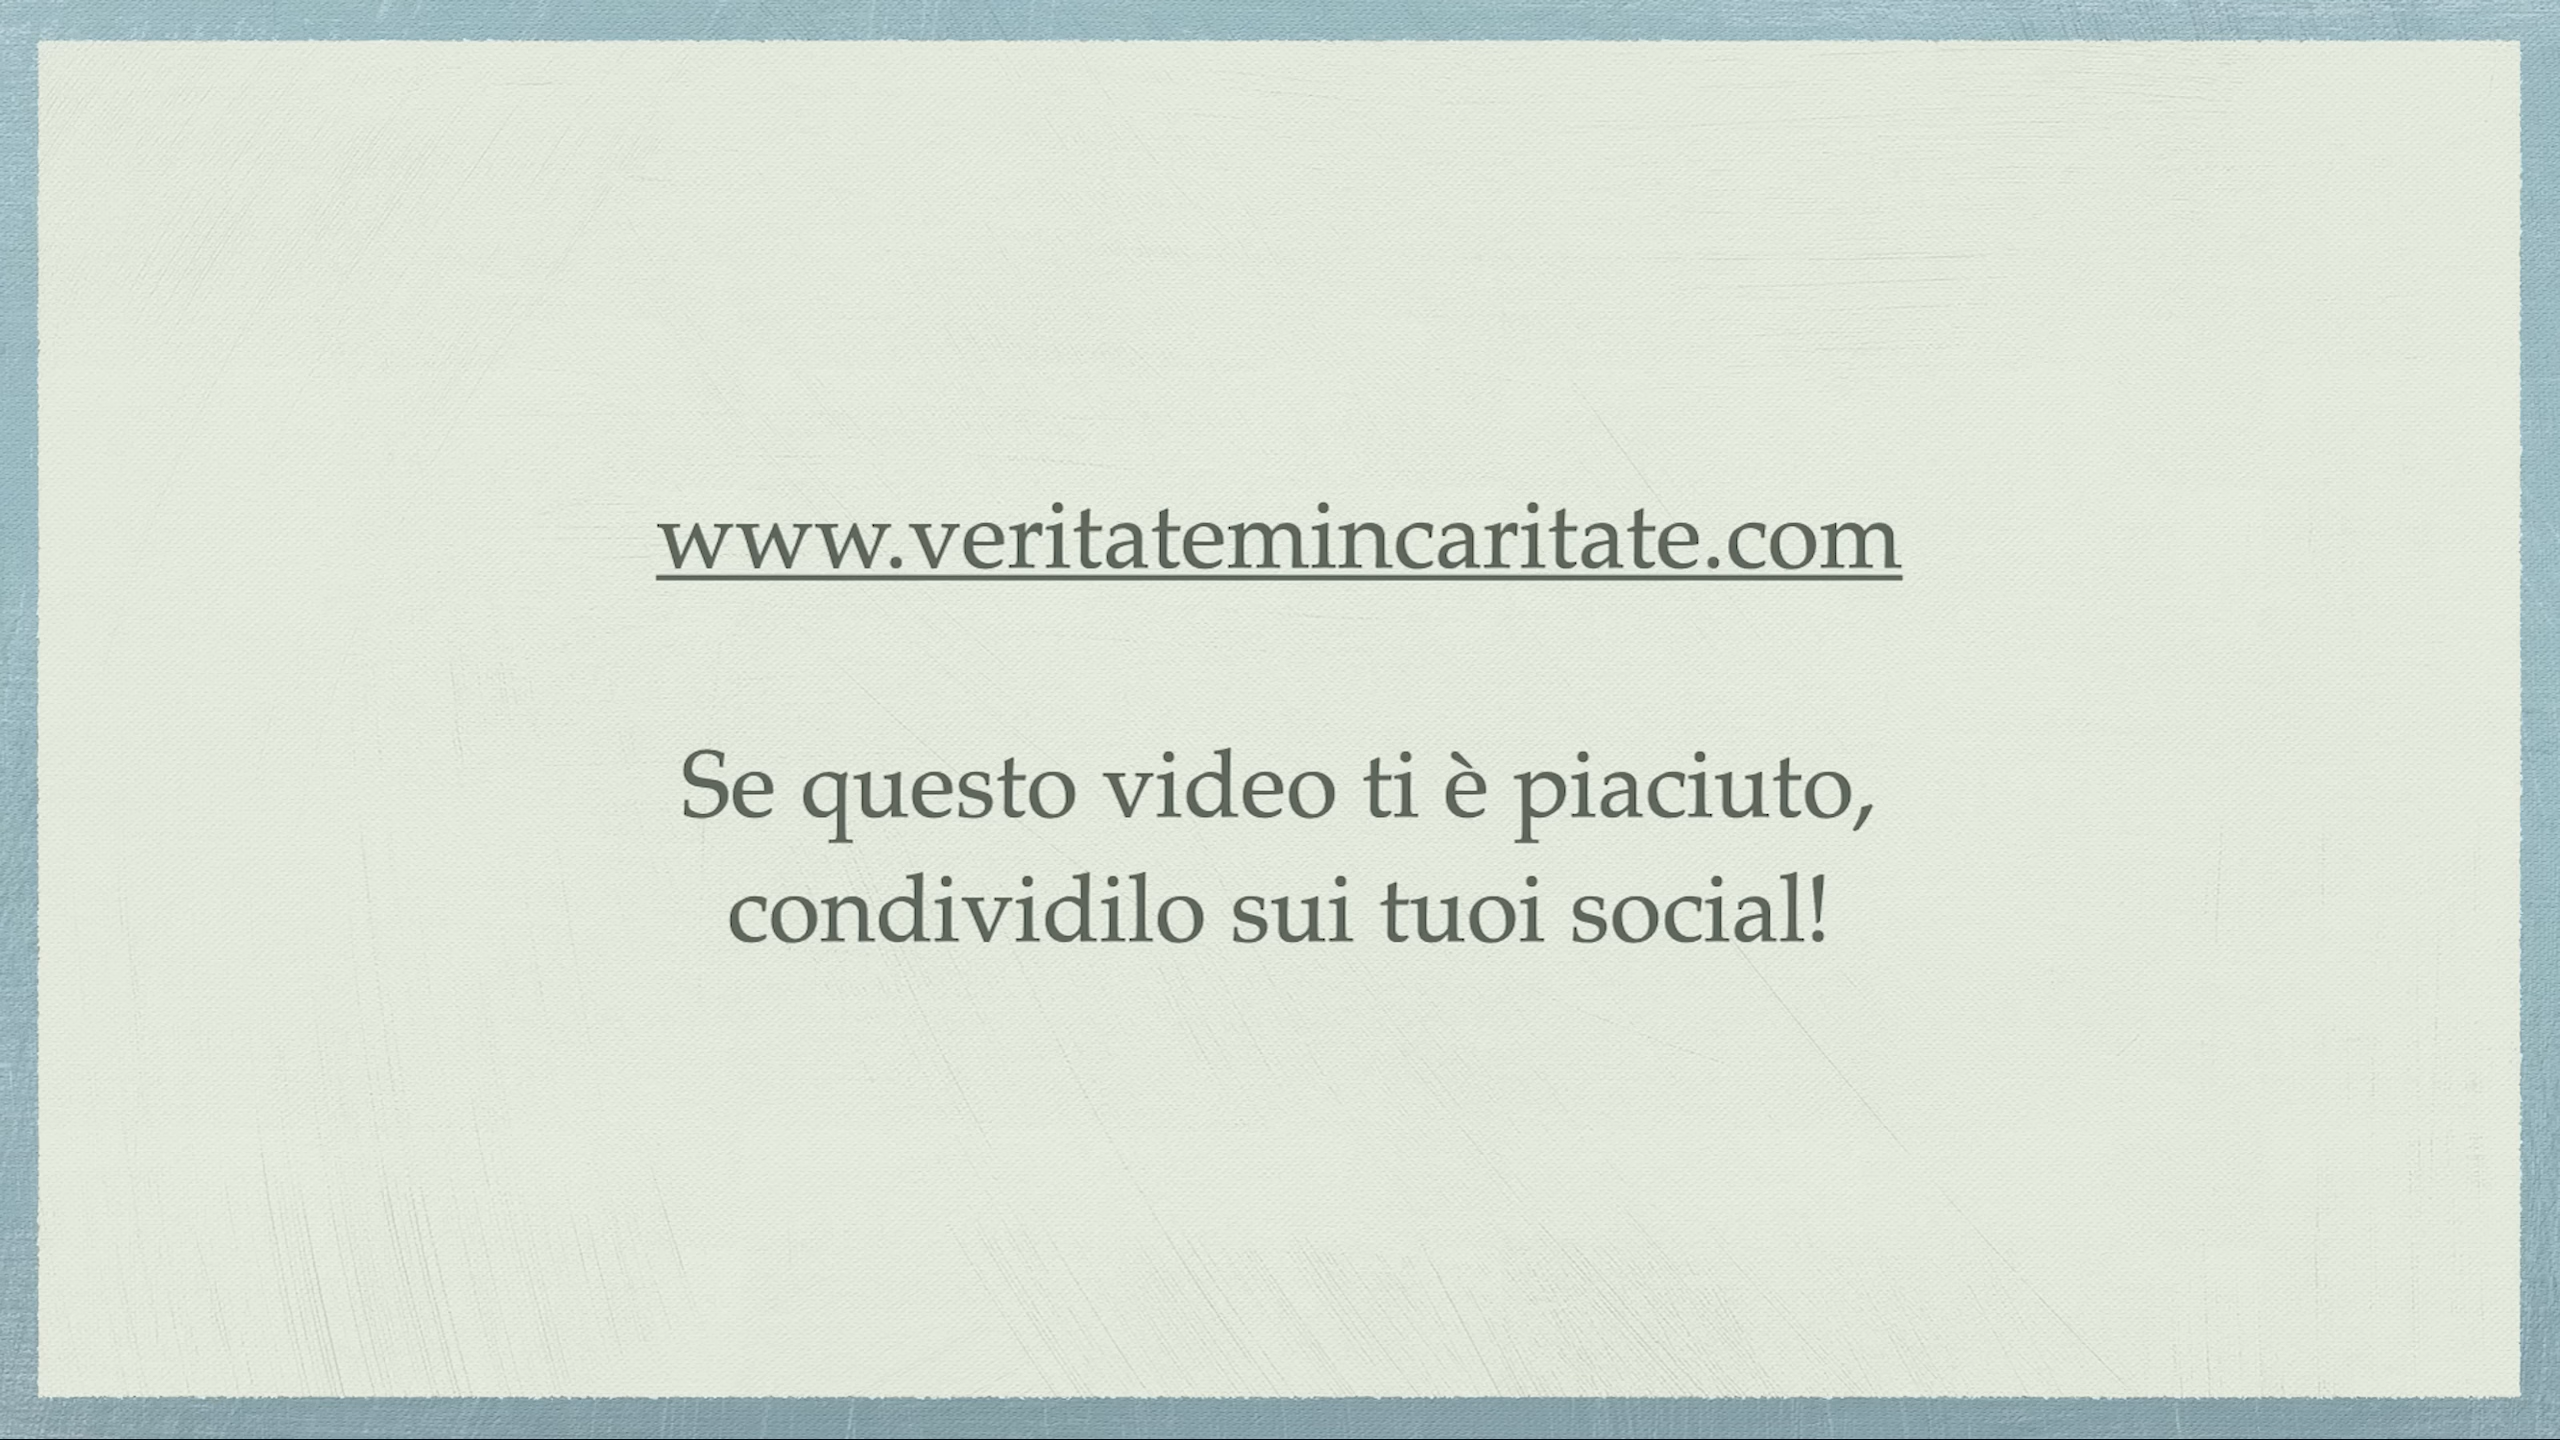 www.veritatemincaritate.com
Se questo video ti è piaciuto,
condividilo sui tuoi social!